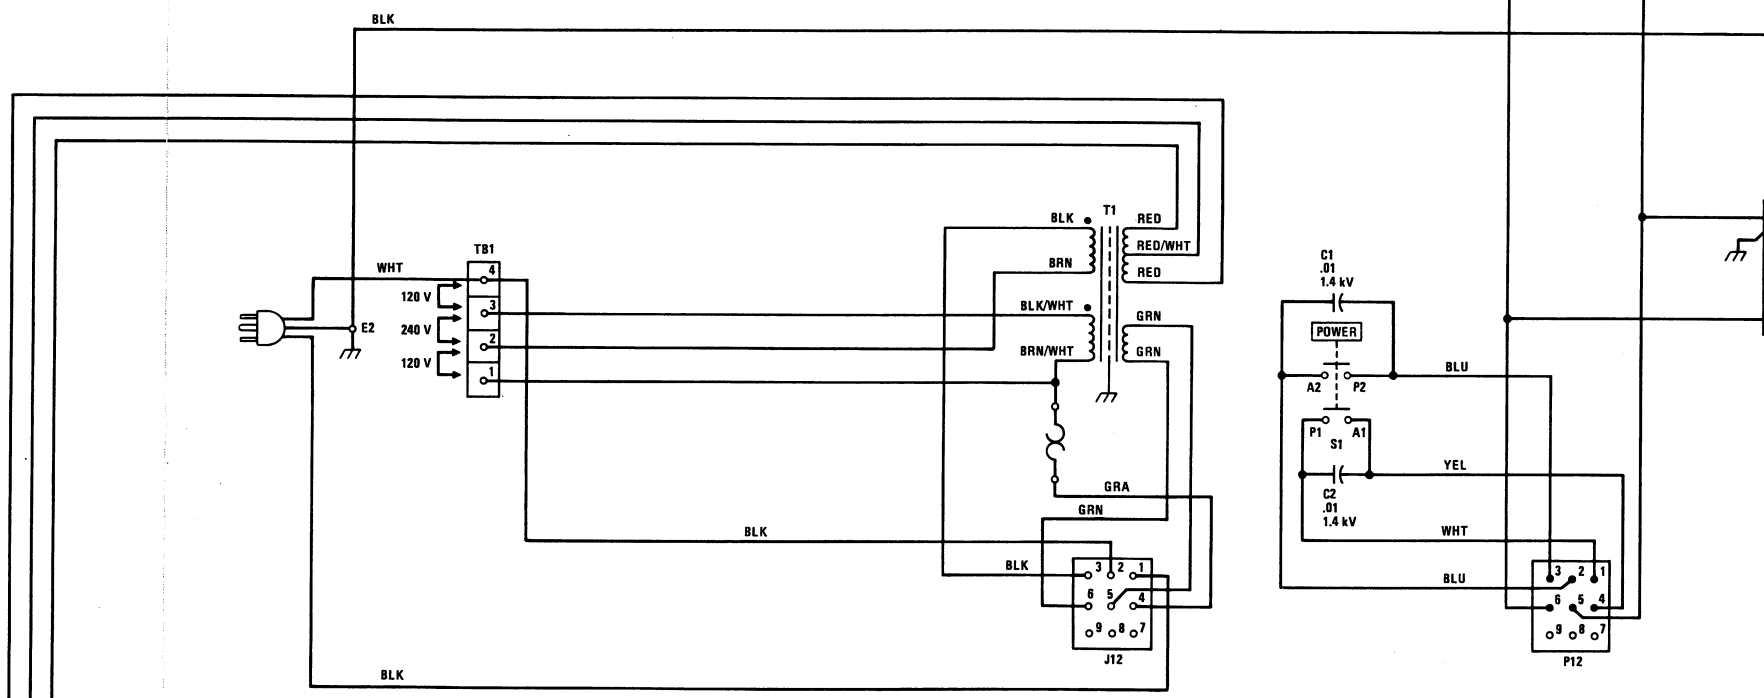 BLK
T1
BLK
RED
RED/WHT
BRN
RED
TB1
WHT
4
120 V
3
BLK/WHT
E2
240 V
2
GRN
BRN/WHT
GRN
120 V
1
C1
.01
1.4 kV
POWER
BLU
A2
P2
P1
A1
S1
YEL
GRA
C2
.01
1.4 kV
GRN
BLK
WHT
BLK
3
2
1
6
5
4
9
8
7
J12
BLU
3
2
1
6
5
4
9
8
7
P12
BLK